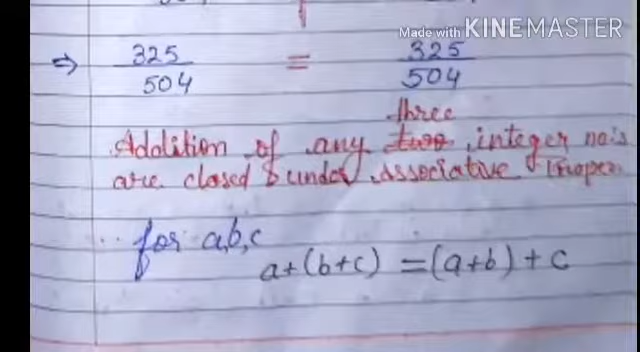 Made with KINEMASTER
⇒ 325/504 = 325/504
three
Addition of any two integer no's
are closed under Associative Proper
for a,b,c
a+(b+c) = (a+b)+c